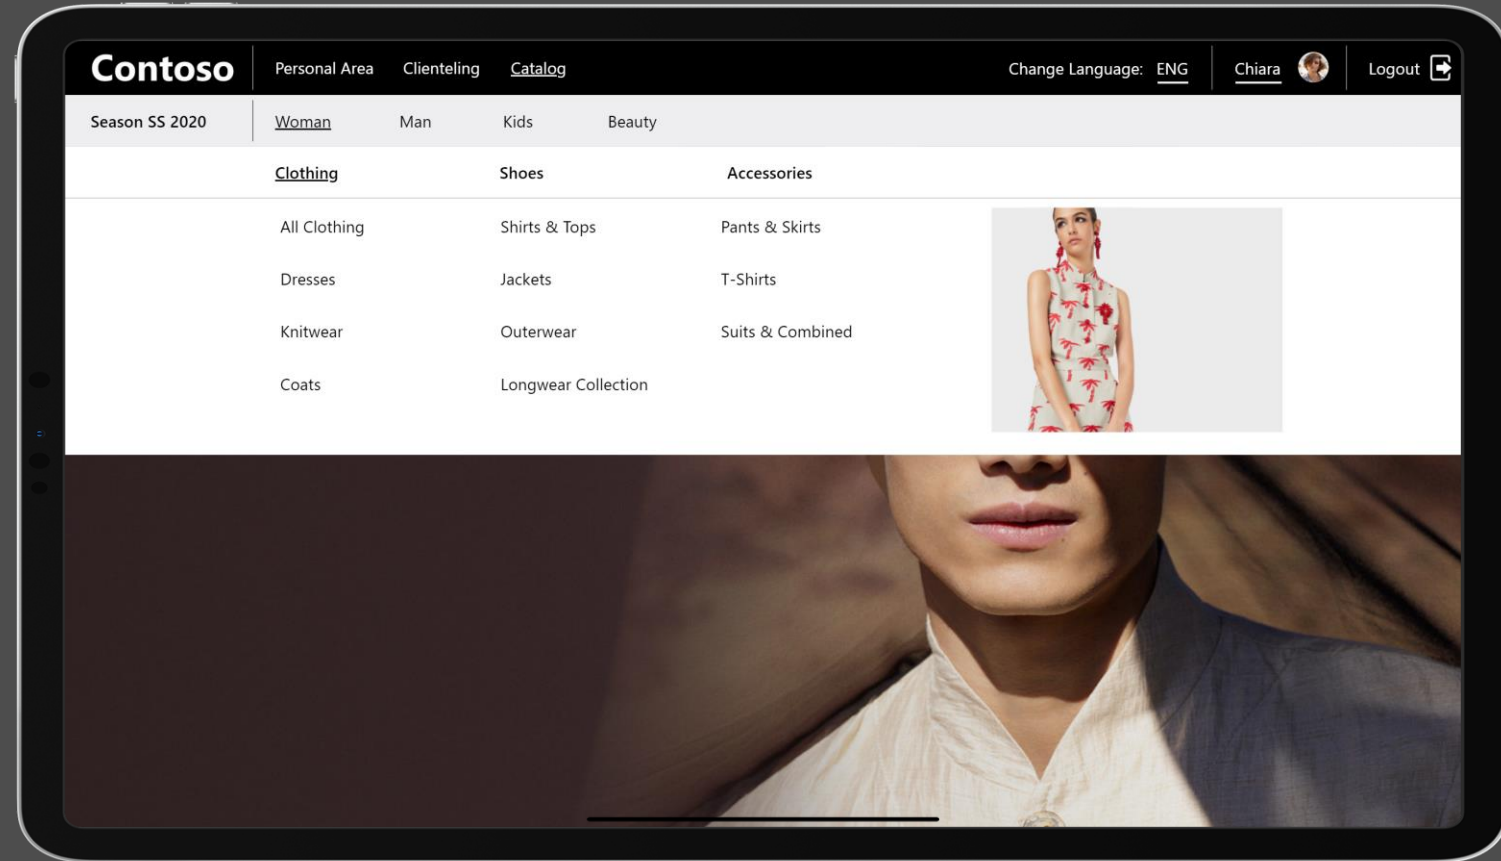 Contoso
Personal Area Clienteling Catalog
Change Language: ENG
Chiara
Logout
Season SS 2020
Woman Man Kids Beauty
Clothing Shoes Accessories
All Clothing Shirts & Tops Pants & Skirts
Dresses Jackets T-Shirts
Knitwear Outerwear Suits & Combined
Coats Longwear Collection